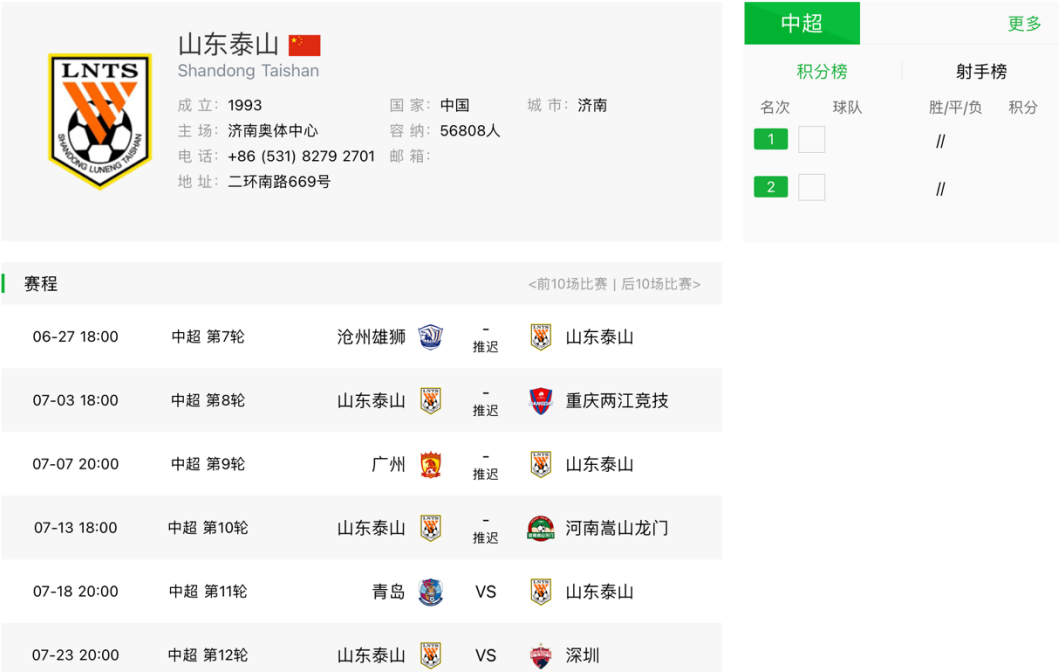 山东泰山
Shandong Taishan
成 立： 1993 国 家： 中国 城 市： 济南
主 场： 济南奥体中心 容 纳： 56808人
电 话： +86 (531) 8279 2701 邮 箱：
地 址： 二环南路669号
LNTS
SHANDONG LUNENG TAISHAN
中超 更多
积分榜 射手榜
名次 球队 胜/平/负 积分
1 //
2 //
赛程 <前10场比赛 | 后10场比赛>
06-27 18:00 中超 第7轮 沧州雄狮 - 推迟 山东泰山
07-03 18:00 中超 第8轮 山东泰山 - 推迟 重庆两江竞技
07-07 20:00 中超 第9轮 广州 - 推迟 山东泰山
07-13 18:00 中超 第10轮 山东泰山 - 推迟 河南嵩山龙门
07-18 20:00 中超 第11轮 青岛 VS 山东泰山
07-23 20:00 中超 第12轮 山东泰山 VS 深圳